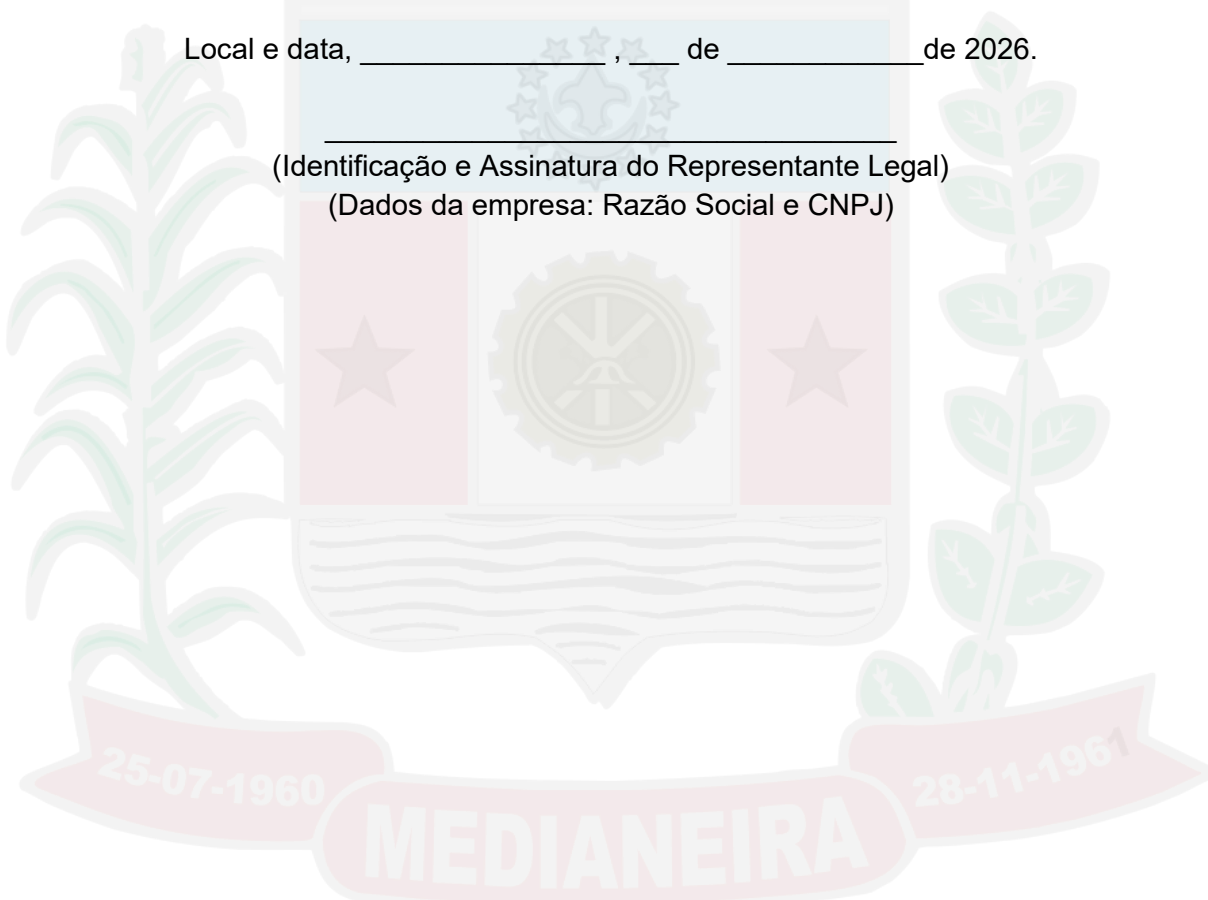 Local e data, _________________ , ___ de ____________de 2026.
___________________________________
(Identificação e Assinatura do Representante Legal)
(Dados da empresa: Razão Social e CNPJ)
25-07-1960
28-11-1961
MEDIANEIRA